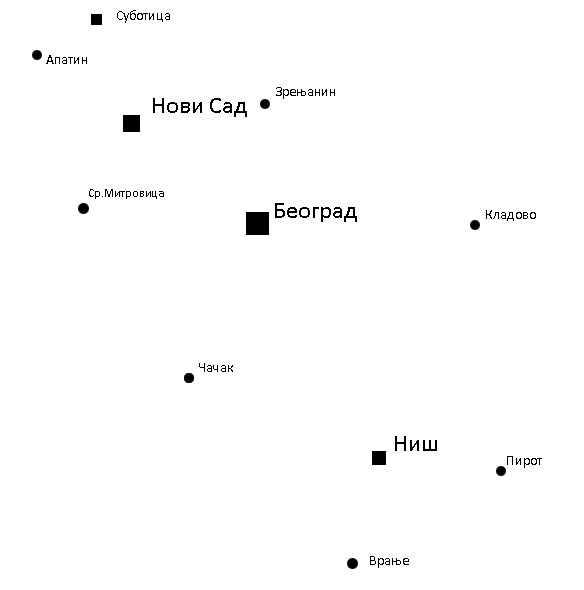 Суботица
Апатин
Зрењанин
Нови Сад
Ср.Митровица
Београд
Кладово
Чачак
Ниш
Пирот
Врање